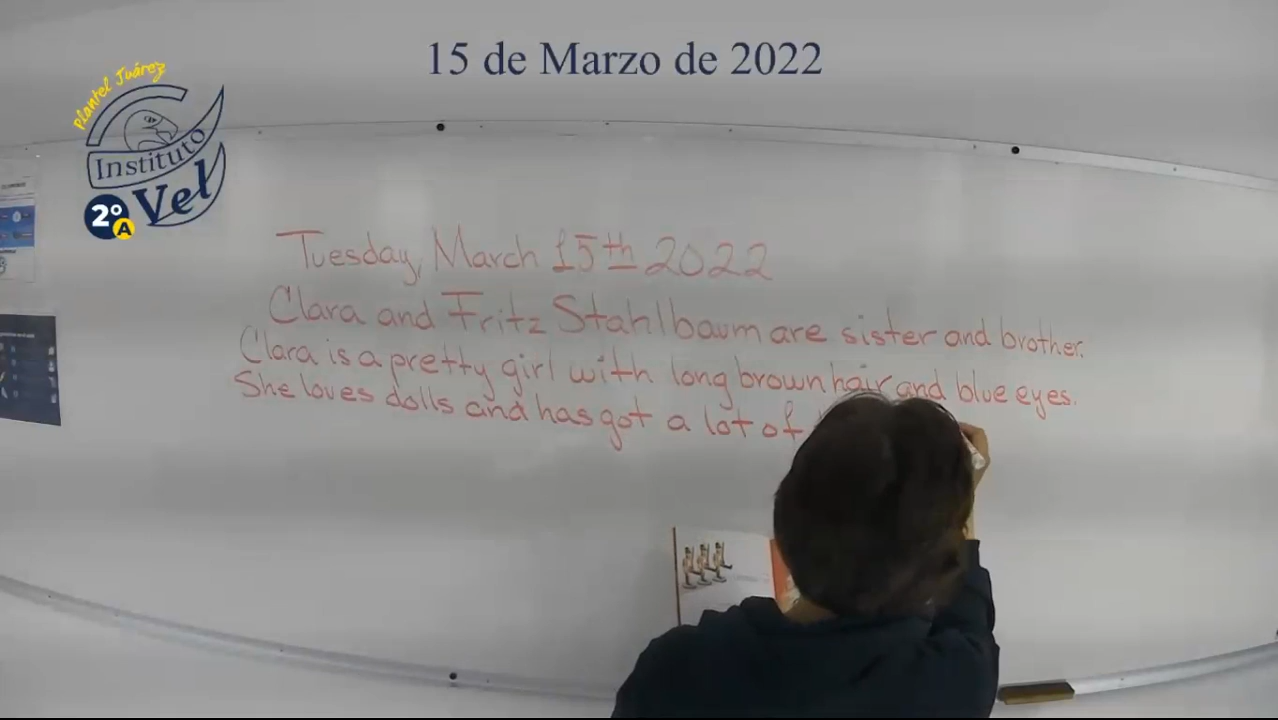 15 de Marzo de 2022
Plantel Juárez
Instituto
Vel
2º A
Tuesday, March 15th 2022
Clara and Fritz Stahlbaum are sister and brother.
Clara is a pretty girl with long brown hair and blue eyes.
She loves dolls and has got a lot of